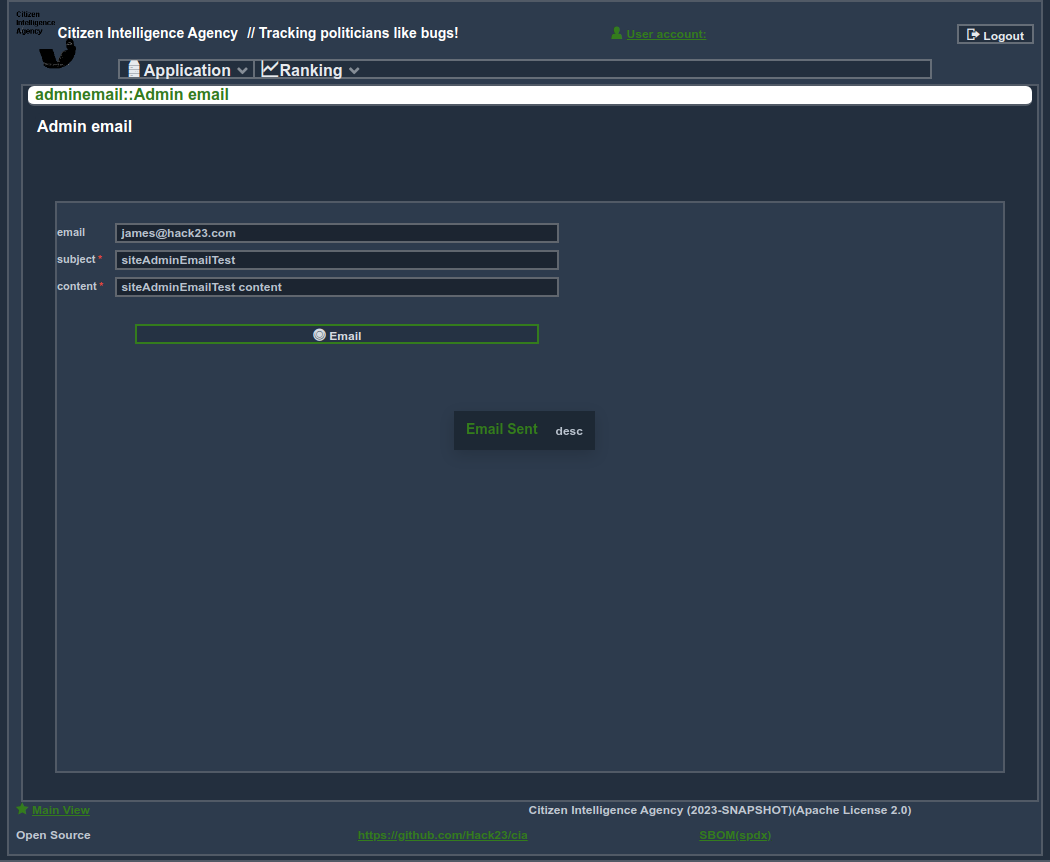 Citizen
Intelligence
Agency
Citizen Intelligence Agency // Tracking politicians like bugs!
User account:
Logout
Application
Ranking
adminemail::Admin email
Admin email
email
james@hack23.com
subject *
siteAdminEmailTest
content *
siteAdminEmailTest content
Email
Email Sent desc
Main View
Citizen Intelligence Agency (2023-SNAPSHOT)(Apache License 2.0)
Open Source
https://github.com/Hack23/cia
SBOM(spdx)